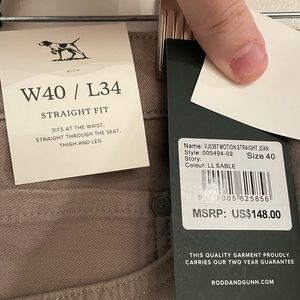 W40 / L34
STRAIGHT FIT
SITS AT THE WAIST.
STRAIGHT THROUGH THE SEAT,
THIGH AND LEG
Name: VJ0367 MOTION STRAIGHT JEAN
Style: 005494-02
Size 40
Story:
Colour: LL SABLE
9400005625856
MSRP: US$148.00
THIS QUALITY GARMENT PROUDLY
CARRIES OUR TWO YEAR GUARANTEE
RODDANDGUNN.COM